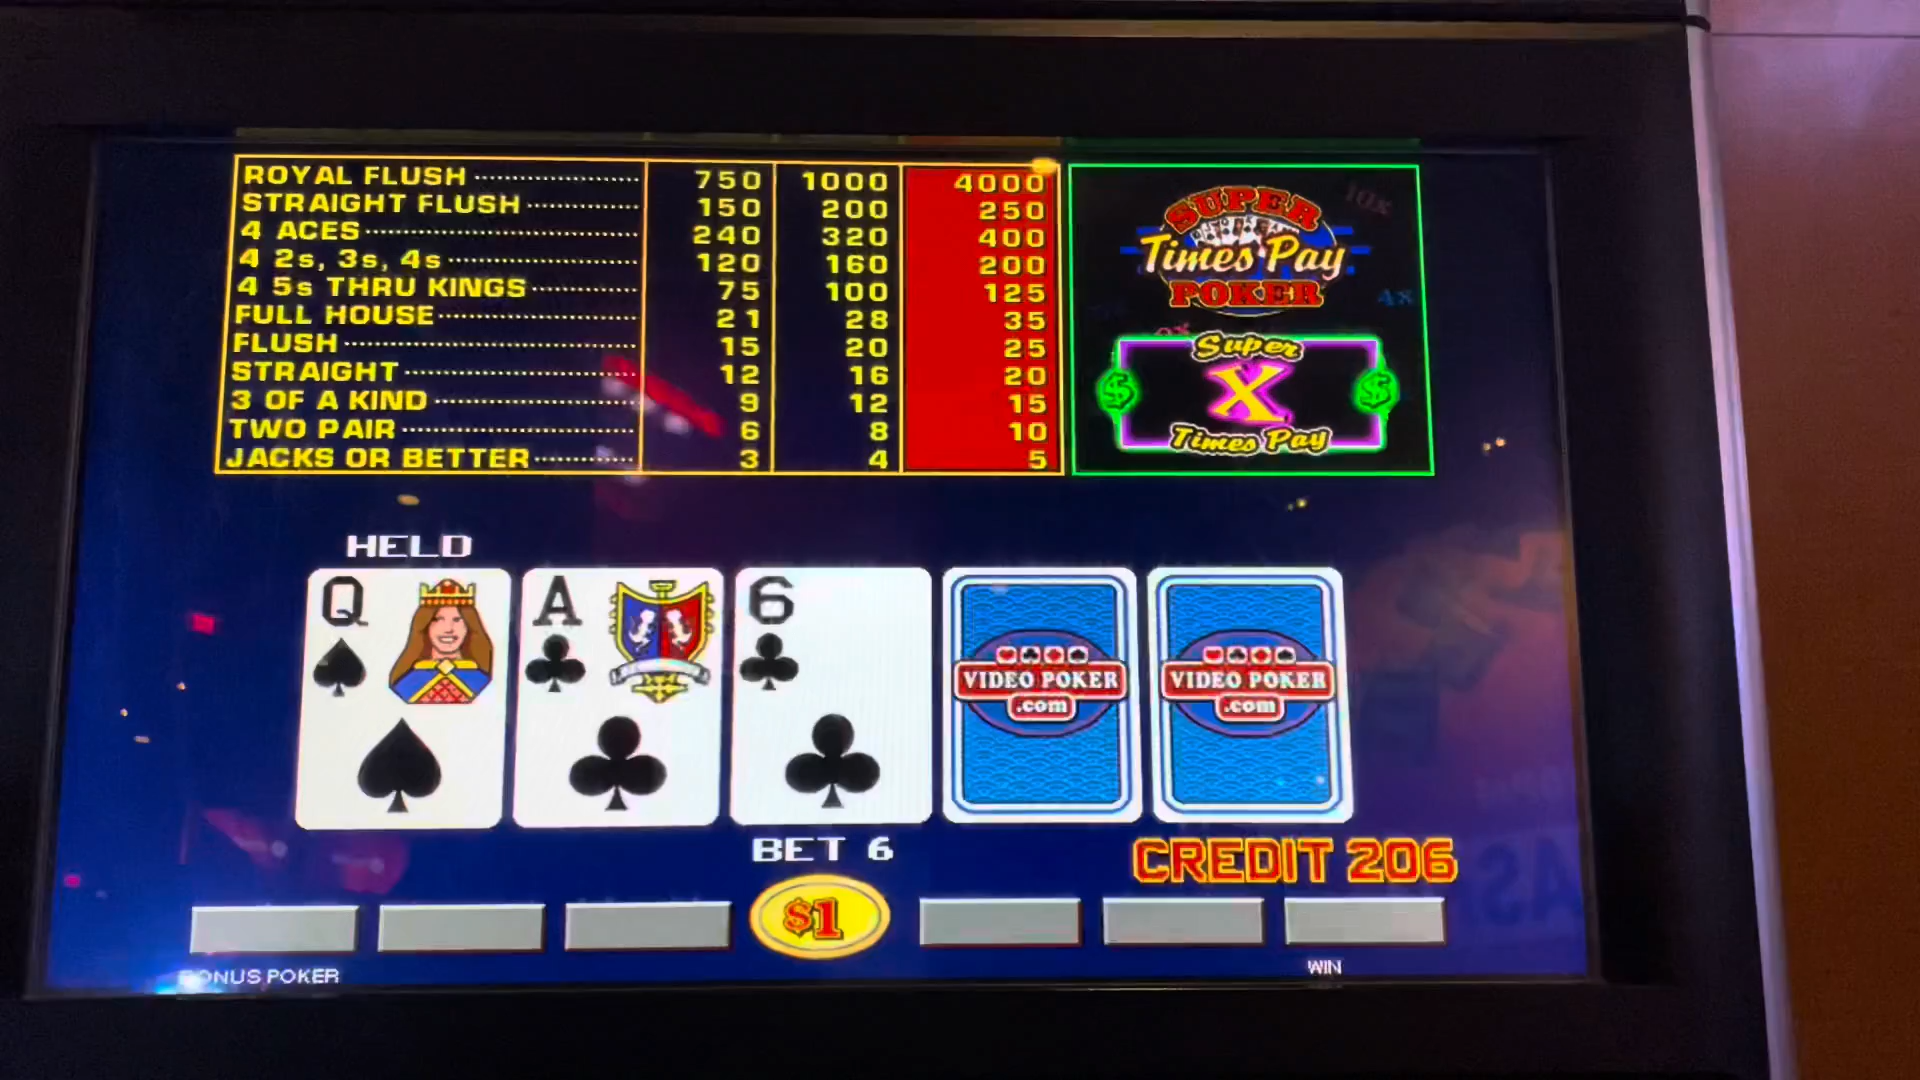 ROYAL FLUSH 750 1000 4000
STRAIGHT FLUSH 150 200 250
4 ACES 240 320 400
4 2s, 3s, 4s 120 160 200
4 5s THRU KINGS 75 100 125
FULL HOUSE 21 28 35
FLUSH 15 20 25
STRAIGHT 12 16 20
3 OF A KIND 9 12 15
TWO PAIR 6 8 10
JACKS OR BETTER 3 4 5
10x
SUPER
Times Pay
POKER
4x
Super
$ X $
Times Pay
HELD
Q A 6
VIDEO POKER VIDEO POKER
.com .com
BET 6
CREDIT 206
$1
BONUS POKER
WIN